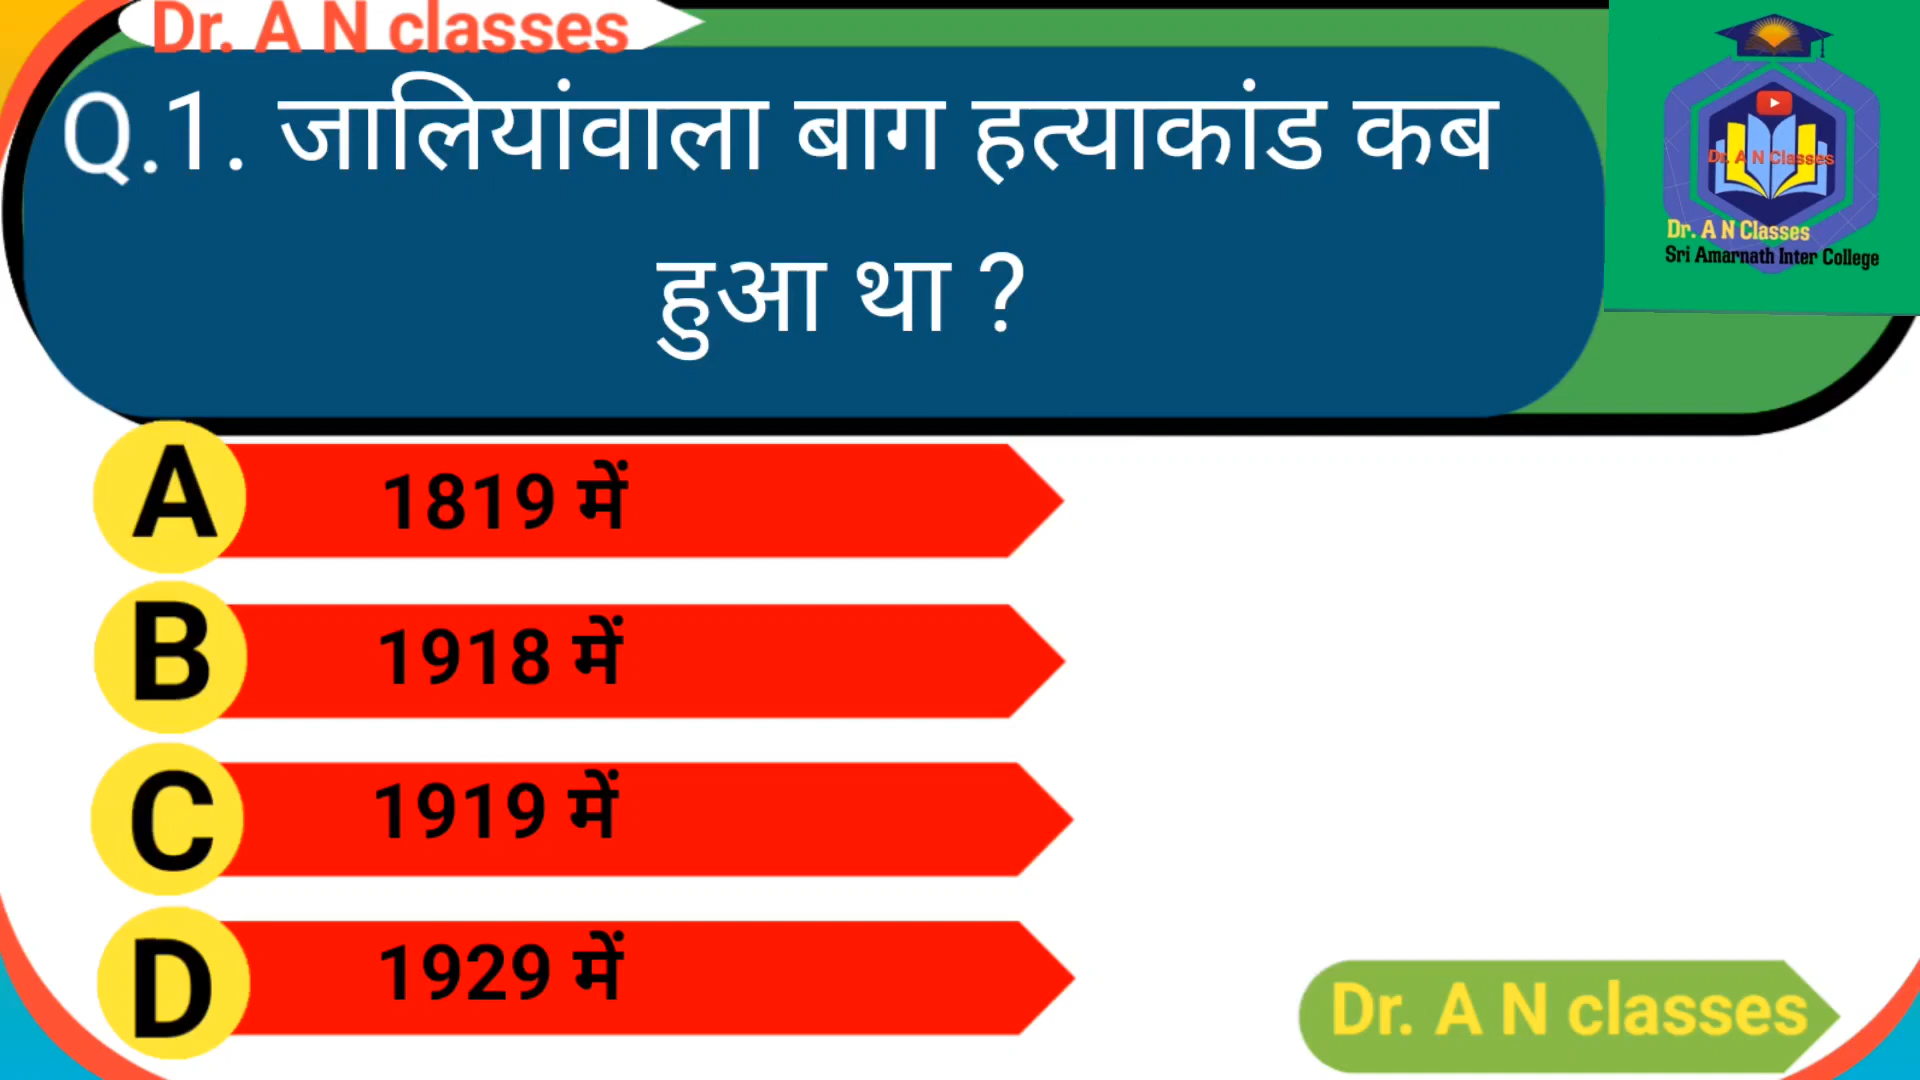 Dr. A N classes
Q.1. जालियांवाला बाग हत्याकांड कब
हुआ था ?
Dr. A N Classes
Dr. A N Classes
Sri Amarnath Inter College
A 1819 में
B 1918 में
C 1919 में
D 1929 में
Dr. A N classes